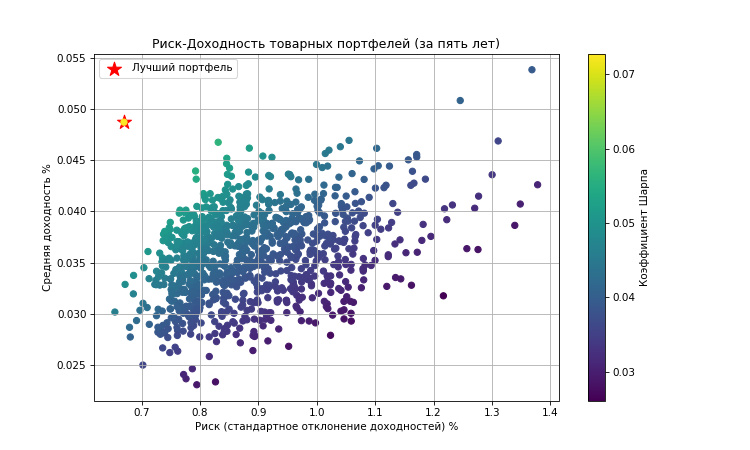 Риск-Доходность товарных портфелей (за пять лет)
Лучший портфель
Средняя доходность %
0.055
0.050
0.045
0.040
0.035
0.030
0.025
0.7 0.8 0.9 1.0 1.1 1.2 1.3 1.4
Риск (стандартное отклонение доходностей) %
0.07
0.06
0.05
0.04
0.03
Коэффициент Шарпа